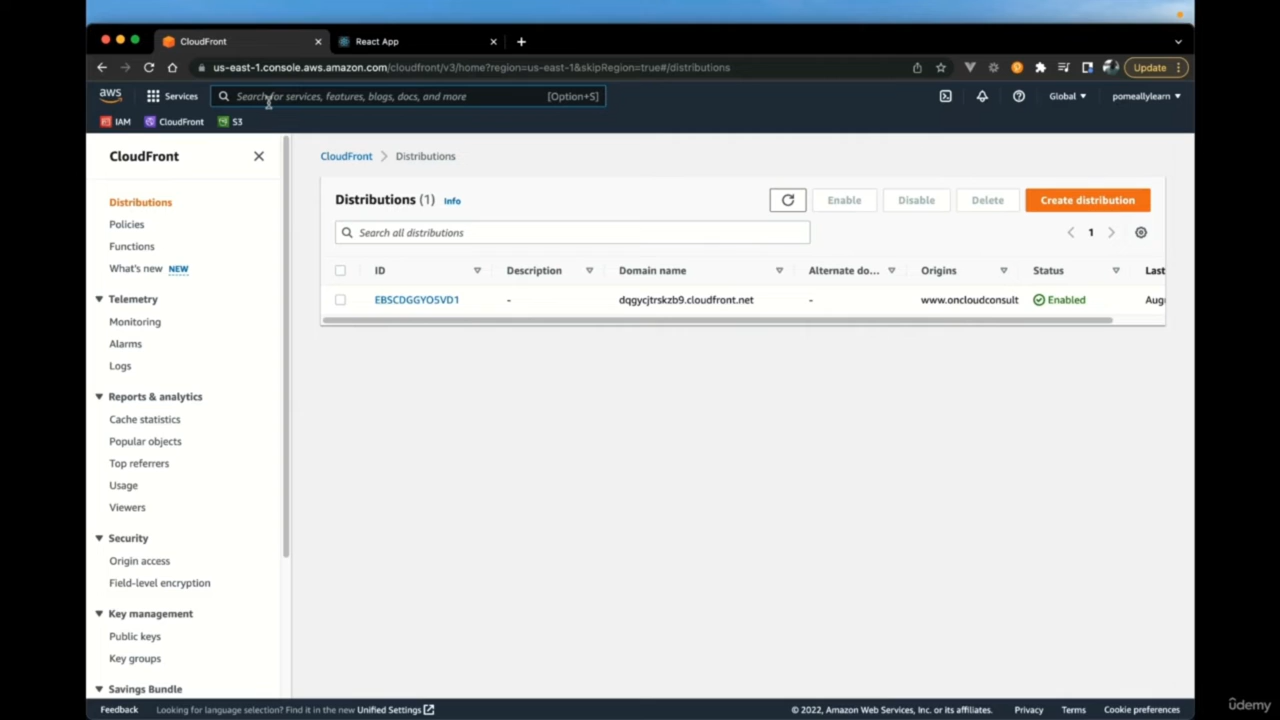 CloudFront
React App
us-east-1.console.aws.amazon.com/cloudfront/v3/home?region=us-east-1&skipRegion=true#/distributions
Update
aws
Services
Search for services, features, blogs, docs, and more
[Option+S]
Global
pomeallylearn
IAM
CloudFront
S3
CloudFront
CloudFront
Distributions
Distributions
Policies
Functions
What's new NEW
Telemetry
Monitoring
Alarms
Logs
Reports & analytics
Cache statistics
Popular objects
Top referrers
Usage
Viewers
Security
Origin access
Field-level encryption
Key management
Public keys
Key groups
Savings Bundle
Distributions (1) Info
Enable
Disable
Delete
Create distribution
Search all distributions
1
ID
Description
Domain name
Alternate do...
Origins
Status
Last
EBSCDGGYO5VD1
-
dqgycjtrskzb9.cloudfront.net
-
www.oncloudconsult
Enabled
Aug
Feedback
Looking for language selection? Find it in the new Unified Settings
© 2022, Amazon Web Services, Inc. or its affiliates.
Privacy
Terms
Cookie preferences
ûdemy